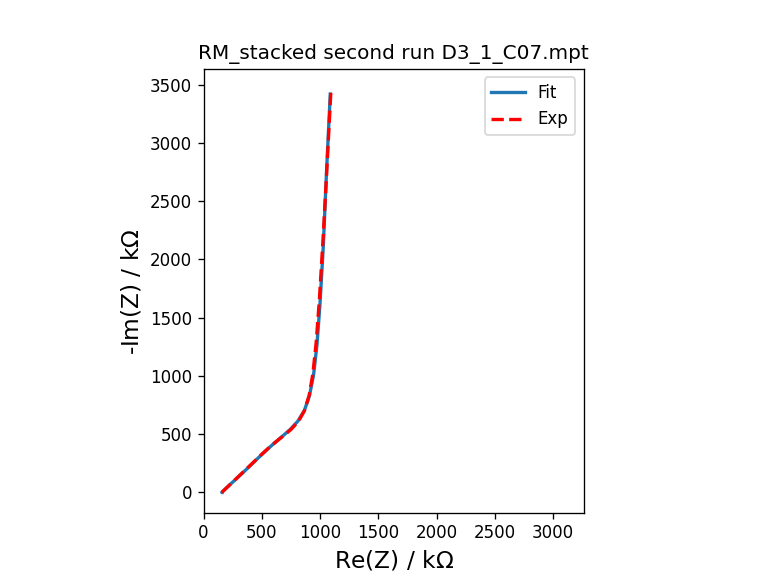 RM_stacked second run D3_1_C07.mpt
Fit
Exp
-Im(Z) / kΩ
3500
3000
2500
2000
1500
1000
500
0
0 500 1000 1500 2000 2500 3000
Re(Z) / kΩ